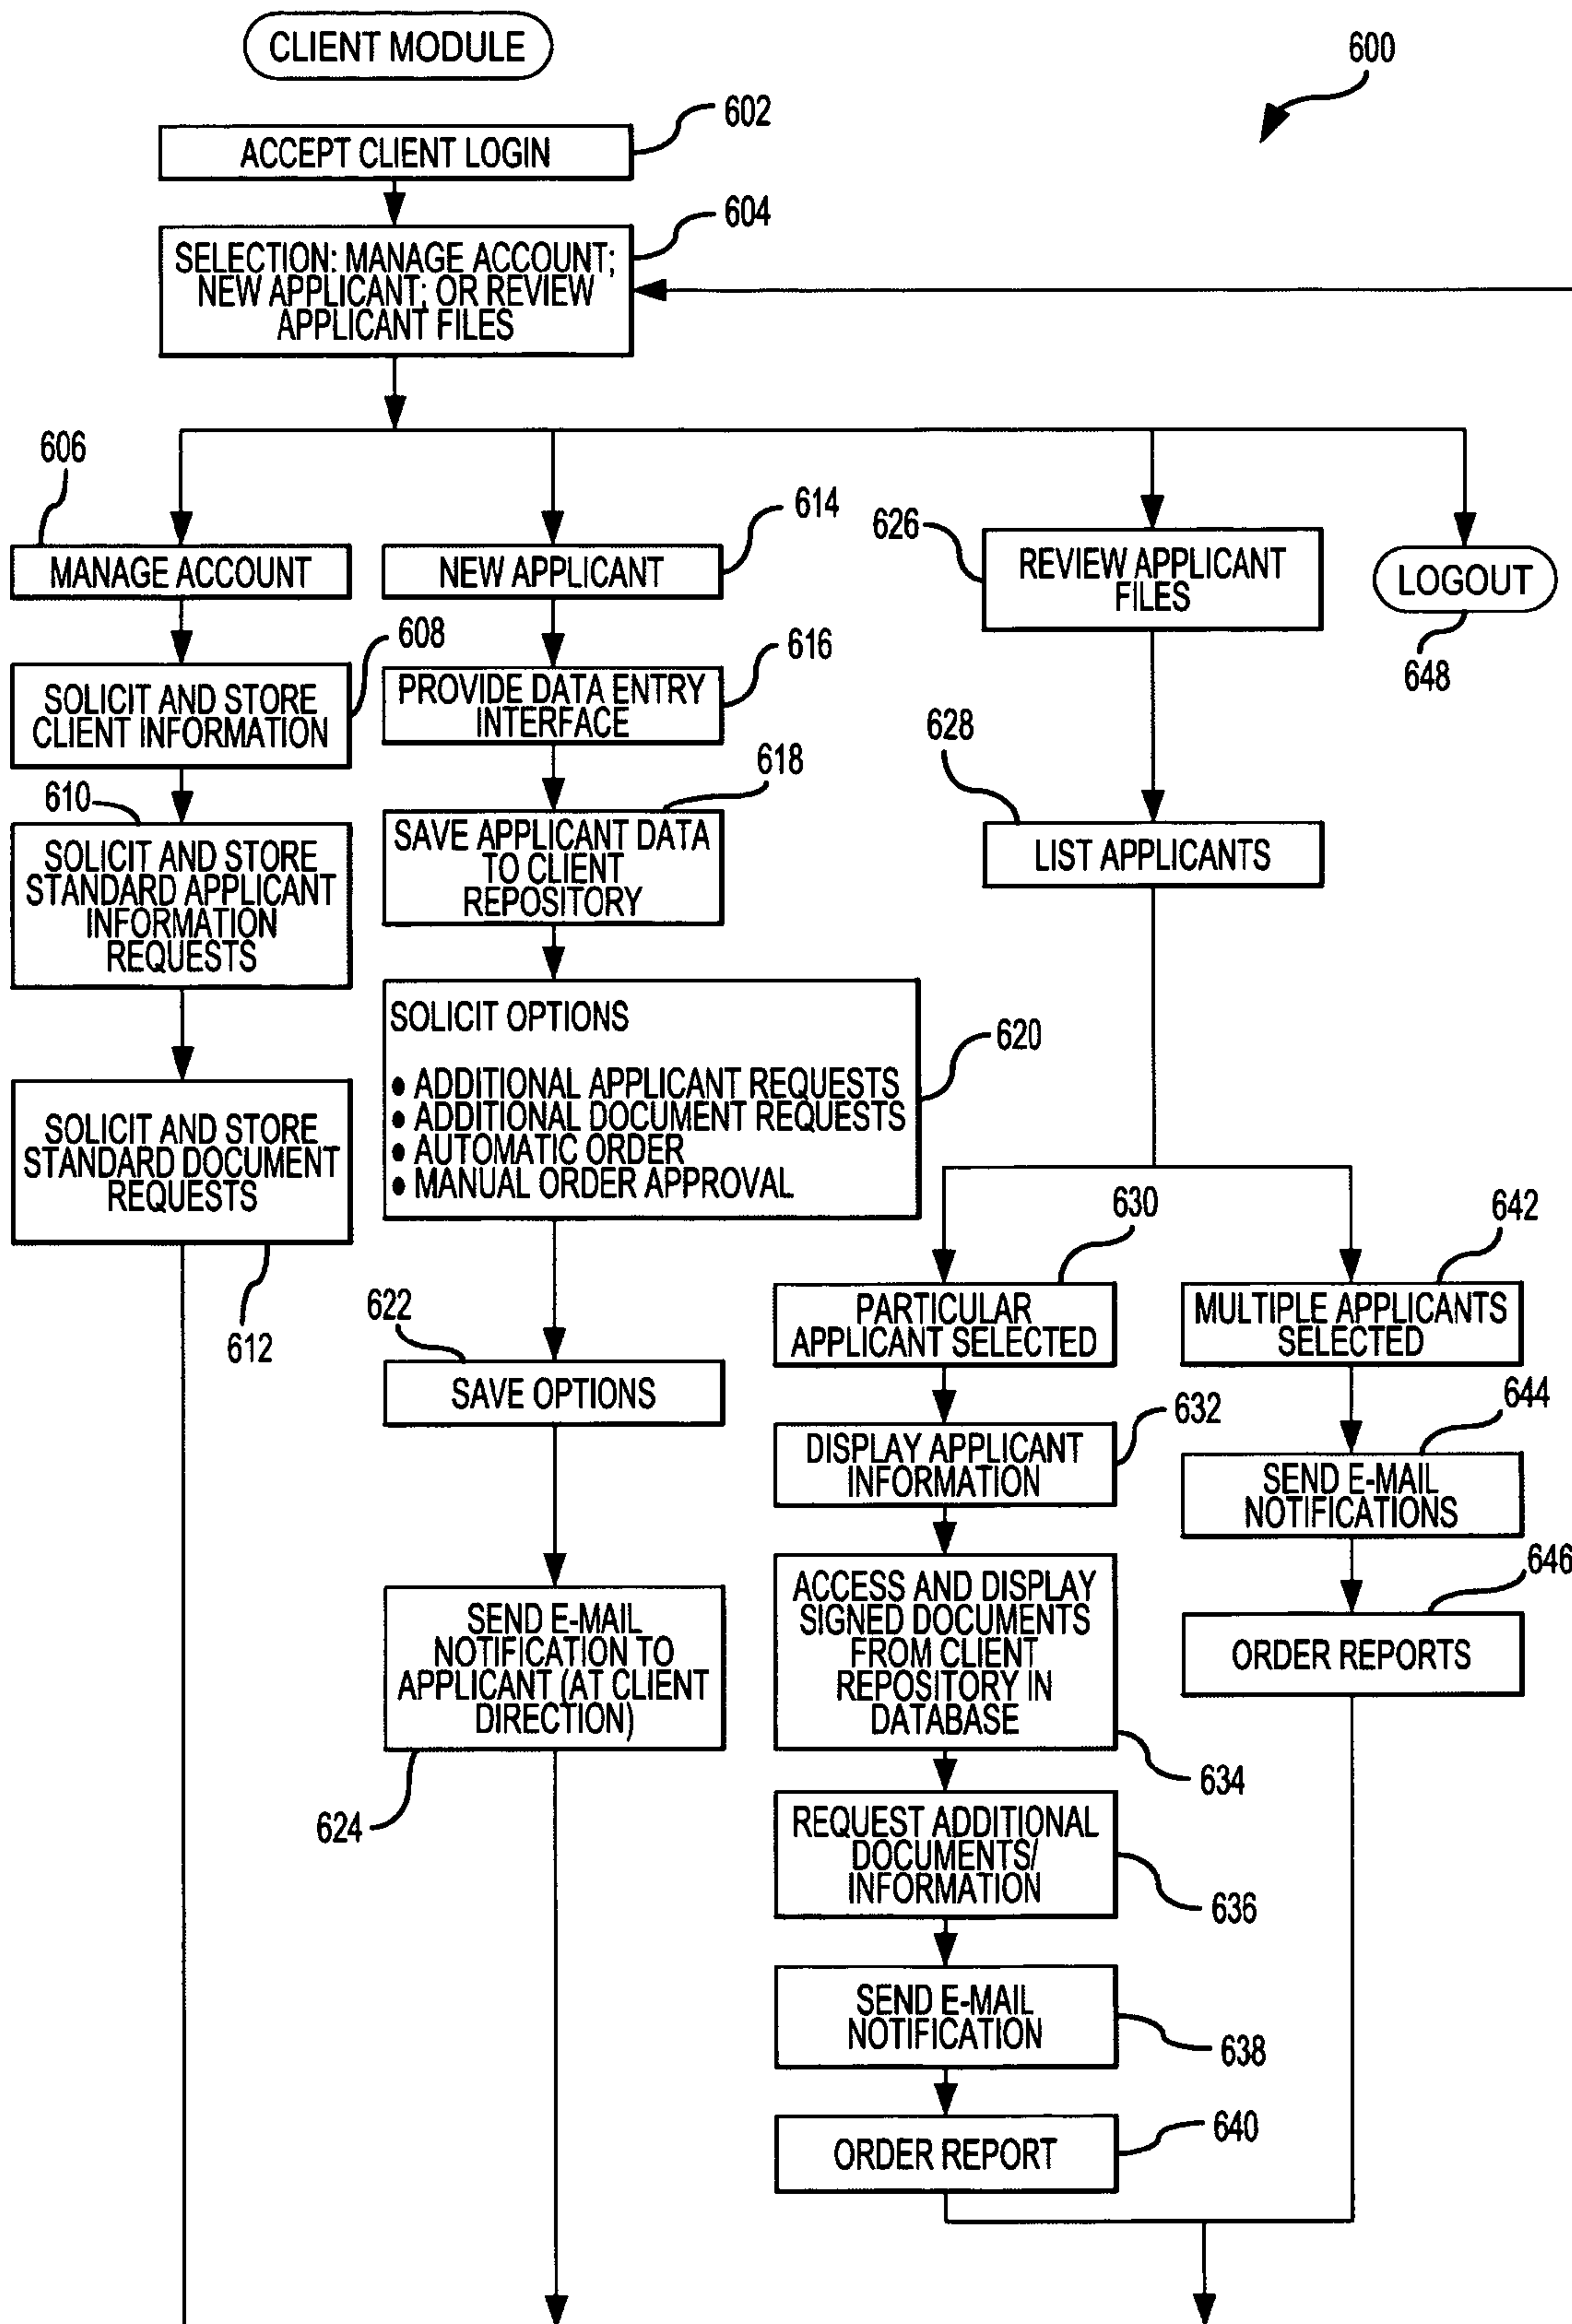 CLIENT MODULE
600
602
ACCEPT CLIENT LOGIN
604
SELECTION: MANAGE ACCOUNT;
NEW APPLICANT; OR REVIEW
APPLICANT FILES
606
MANAGE ACCOUNT
608
SOLICIT AND STORE
CLIENT INFORMATION
610
SOLICIT AND STORE
STANDARD APPLICANT
INFORMATION
REQUESTS
SOLICIT AND STORE
STANDARD DOCUMENT
REQUESTS
612
614
NEW APPLICANT
616
PROVIDE DATA ENTRY
INTERFACE
618
SAVE APPLICANT DATA
TO CLIENT
REPOSITORY
SOLICIT OPTIONS
620
• ADDITIONAL APPLICANT REQUESTS
• ADDITIONAL DOCUMENT REQUESTS
• AUTOMATIC ORDER
• MANUAL ORDER APPROVAL
622
SAVE OPTIONS
SEND E-MAIL
NOTIFICATION TO
APPLICANT (AT CLIENT
DIRECTION)
624
626
REVIEW APPLICANT
FILES
LOGOUT
648
628
LIST APPLICANTS
630
PARTICULAR
APPLICANT SELECTED
632
DISPLAY APPLICANT
INFORMATION
ACCESS AND DISPLAY
SIGNED DOCUMENTS
FROM CLIENT
REPOSITORY IN
DATABASE
634
REQUEST ADDITIONAL
DOCUMENTS/
INFORMATION
636
SEND E-MAIL
NOTIFICATION
638
640
ORDER REPORT
642
MULTIPLE APPLICANTS
SELECTED
644
SEND E-MAIL
NOTIFICATIONS
646
ORDER REPORTS